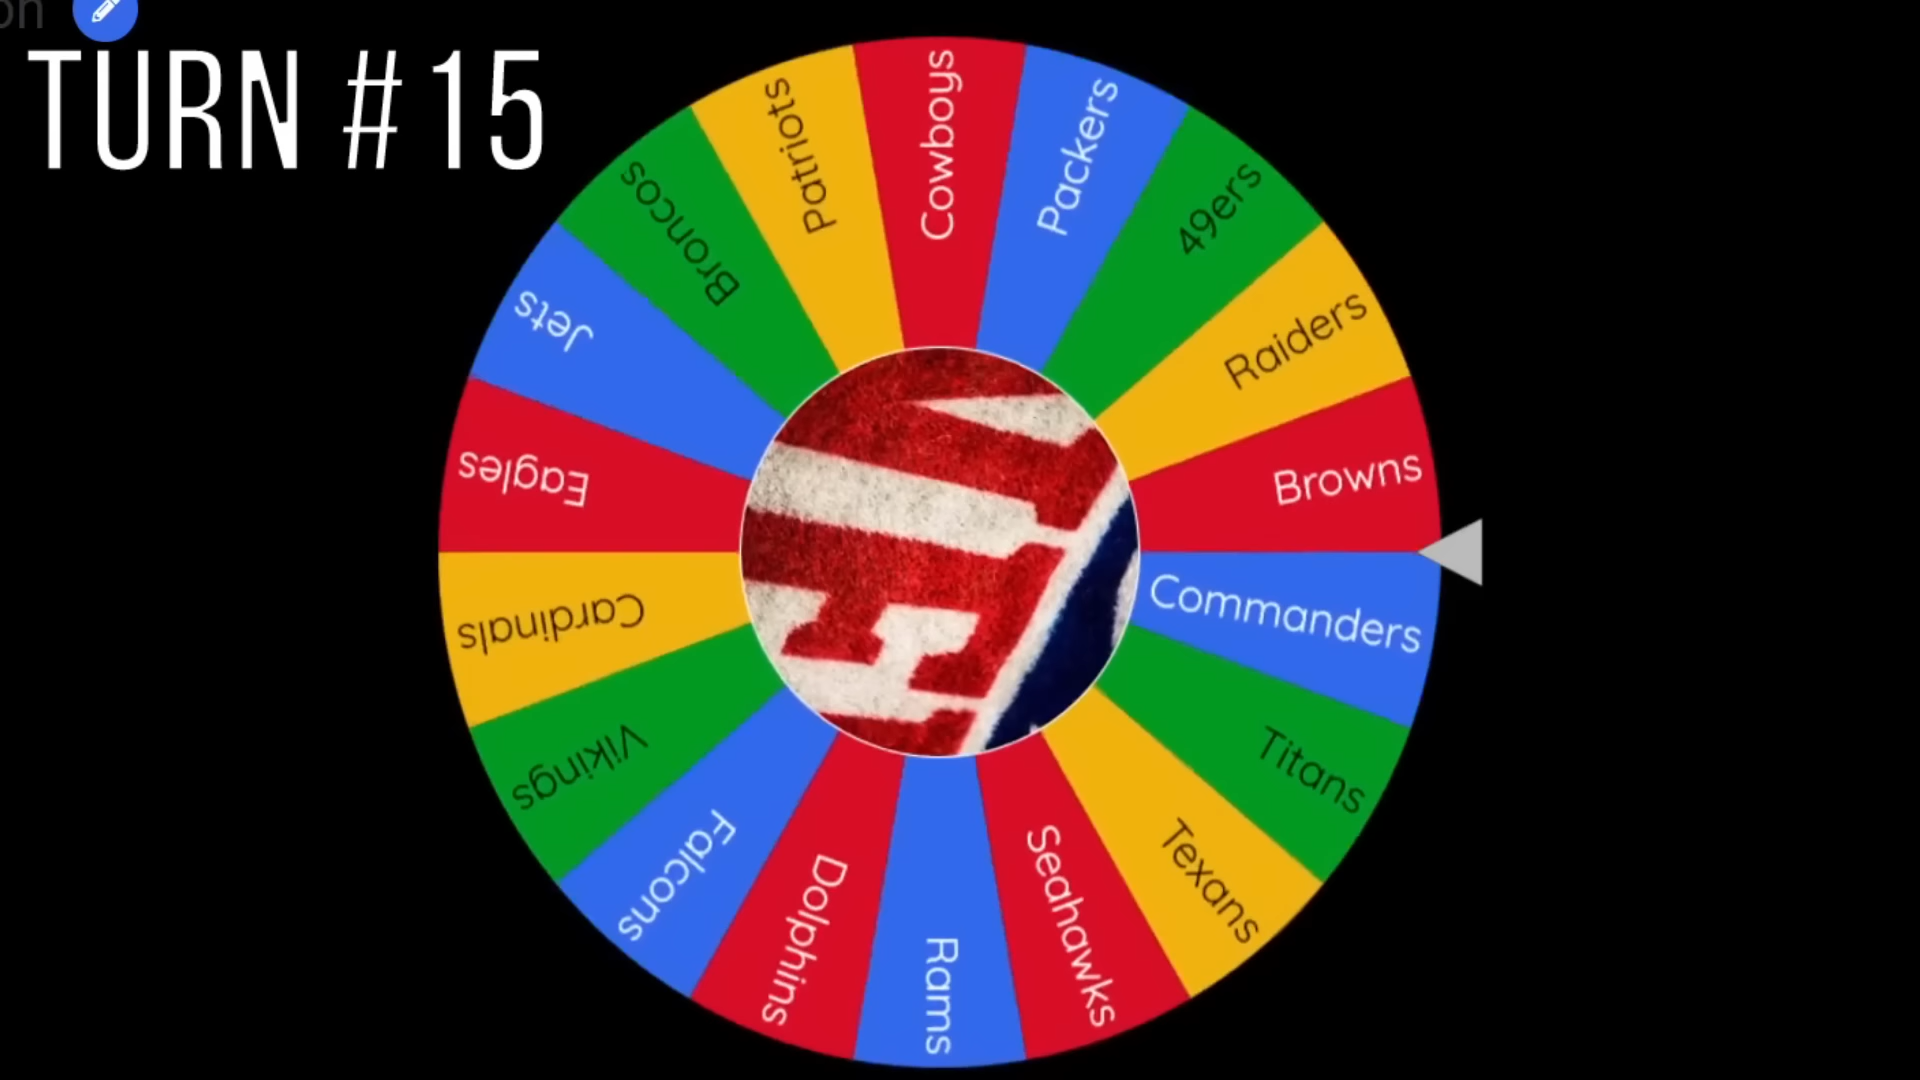 on
TURN #15
Cowboys
Packers
49ers
Raiders
Browns
Commanders
Titans
Texans
Seahawks
Rams
Dolphins
Falcons
Vikings
Cardinals
Eagles
Jets
Broncos
Patriots